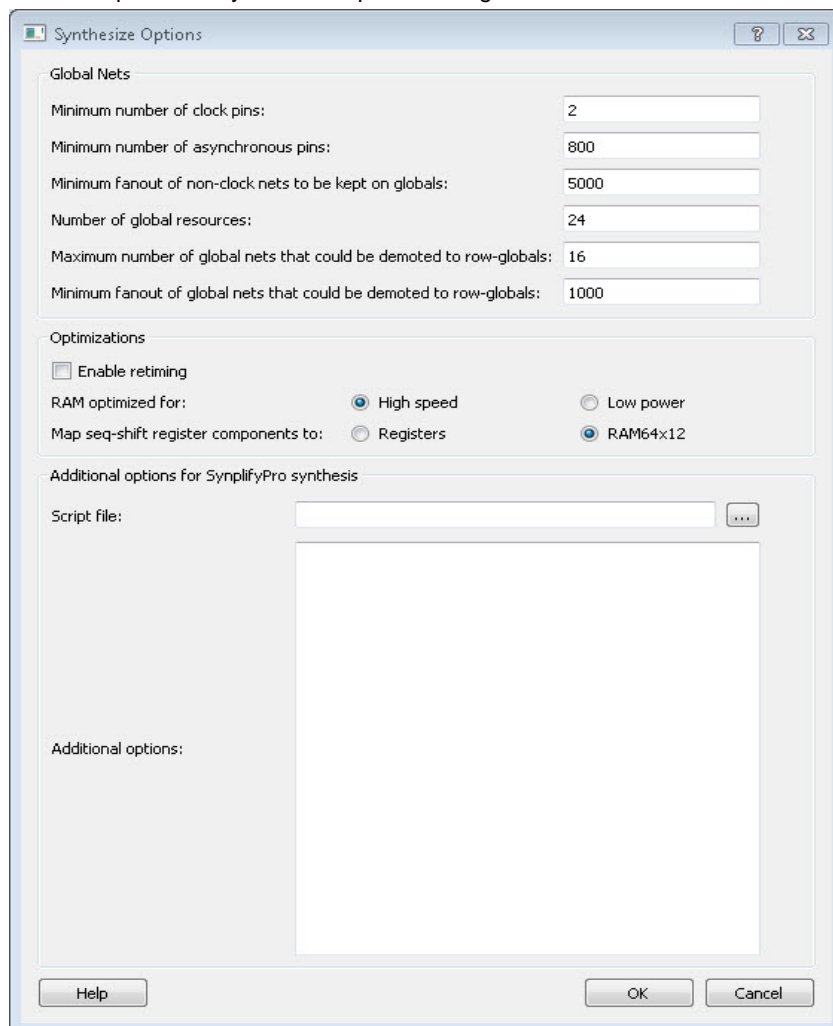 Synthesize Options
Global Nets
Minimum number of clock pins: 2
Minimum number of asynchronous pins: 800
Minimum fanout of non-clock nets to be kept on globals: 5000
Number of global resources: 24
Maximum number of global nets that could be demoted to row-globals: 16
Minimum fanout of global nets that could be demoted to row-globals: 1000
Optimizations
Enable retiming
RAM optimized for: High speed Low power
Map seq-shift register components to: Registers RAM64x12
Additional options for SynplifyPro synthesis
Script file: ...
Additional options:
Help OK Cancel